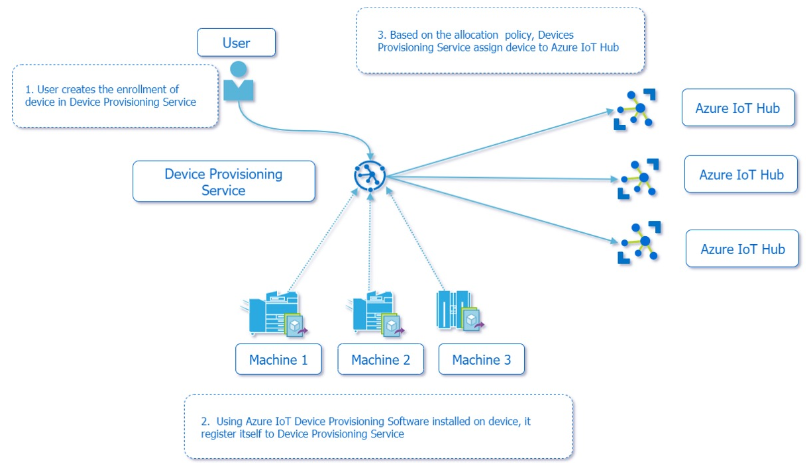 User
3. Based on the allocation policy, Devices
Provisioning Service assign device to Azure IoT Hub
1. User creates the enrollment of
device in Device Provisioning Service
Azure IoT Hub
Device Provisioning
Service
Azure IoT Hub
Azure IoT Hub
Machine 1
Machine 2
Machine 3
2. Using Azure IoT Device Provisioning Software installed on device, it
register itself to Device Provisioning Service